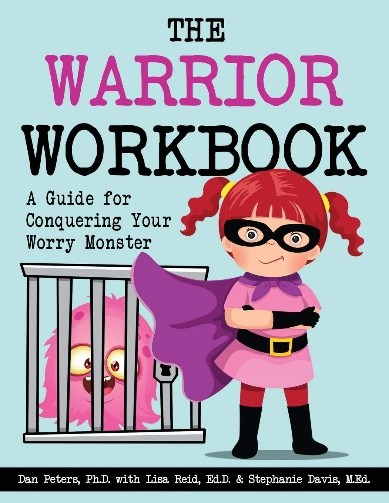 THE
WARRIOR
WORKBOOK
A Guide for
Conquering Your
Worry Monster
Dan Peters, Ph.D. with Lisa Reid, Ed.D. & Stephanie Davis, M.Ed.